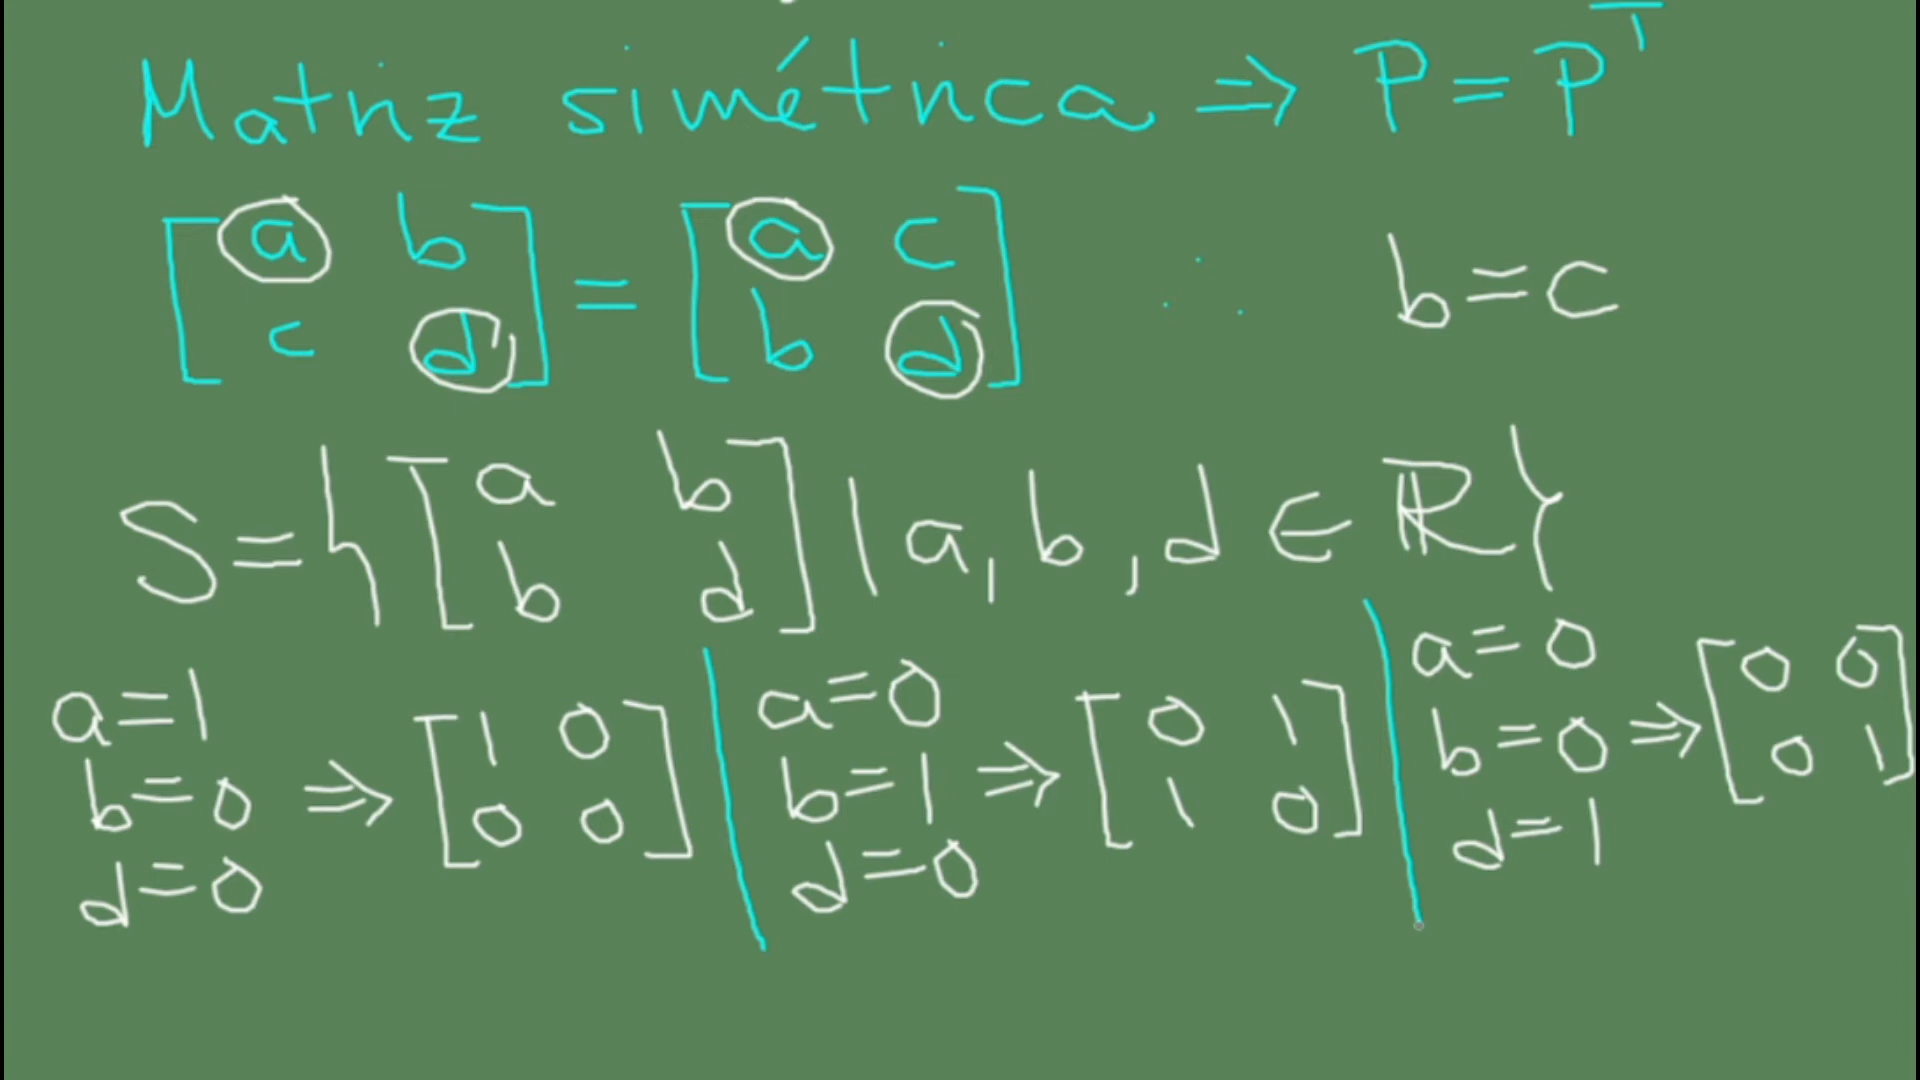 Matriz simétrica ⇒ P = Pᵀ
[a b; c d] = [a c; b d] ∴ b = c
S = {[a b; b d] | a, b, d ∈ ℝ}
a = 1
b = 0 ⇒ [1 0; 0 0]
d = 0
a = 0
b = 1 ⇒ [0 1; 1 0]
d = 0
a = 0
b = 0 ⇒ [0 0; 0 1]
d = 1